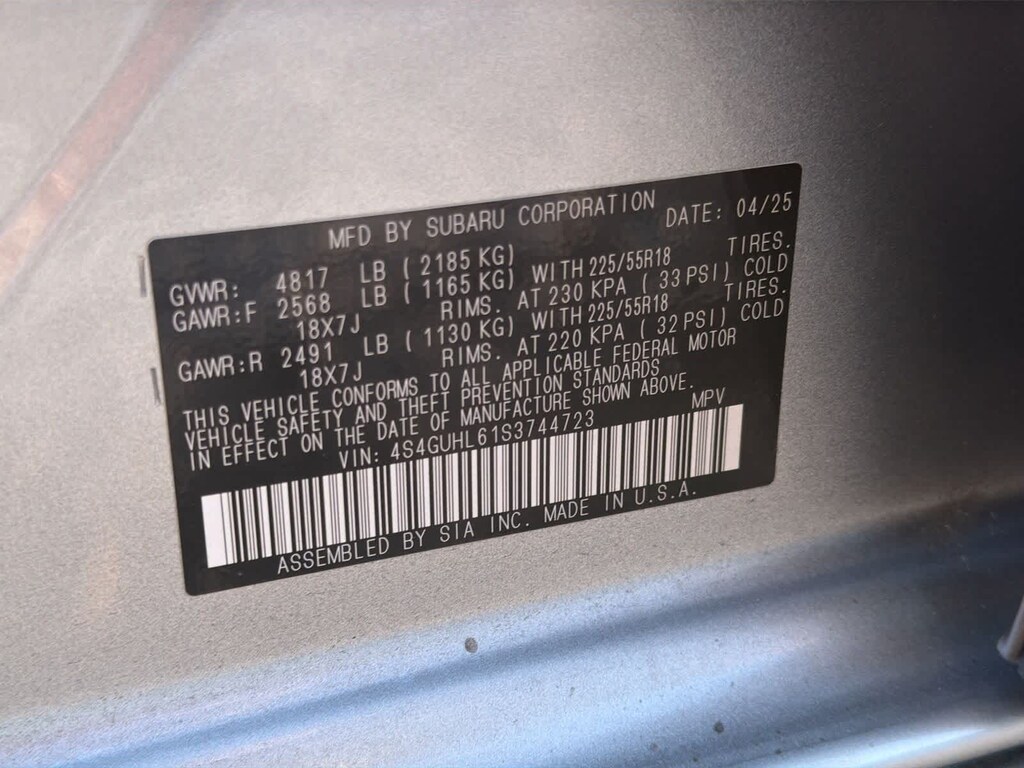 MFD BY SUBARU CORPORATION DATE: 04/25
GVWR: 4817 LB ( 2185 KG)
GAWR:F 2568 LB ( 1165 KG) WITH 225/55R18 TIRES.
18X7J RIMS. AT 230 KPA ( 33 PSI) COLD
GAWR:R 2491 LB ( 1130 KG) WITH 225/55R18 TIRES.
18X7J RIMS. AT 220 KPA ( 32 PSI) COLD
THIS VEHICLE CONFORMS TO ALL APPLICABLE FEDERAL MOTOR
VEHICLE SAFETY AND THEFT PREVENTION STANDARDS
IN EFFECT ON THE DATE OF MANUFACTURE SHOWN ABOVE.
VIN: 4S4GUHL61S3744723 MPV
ASSEMBLED BY SIA INC. MADE IN U.S.A.